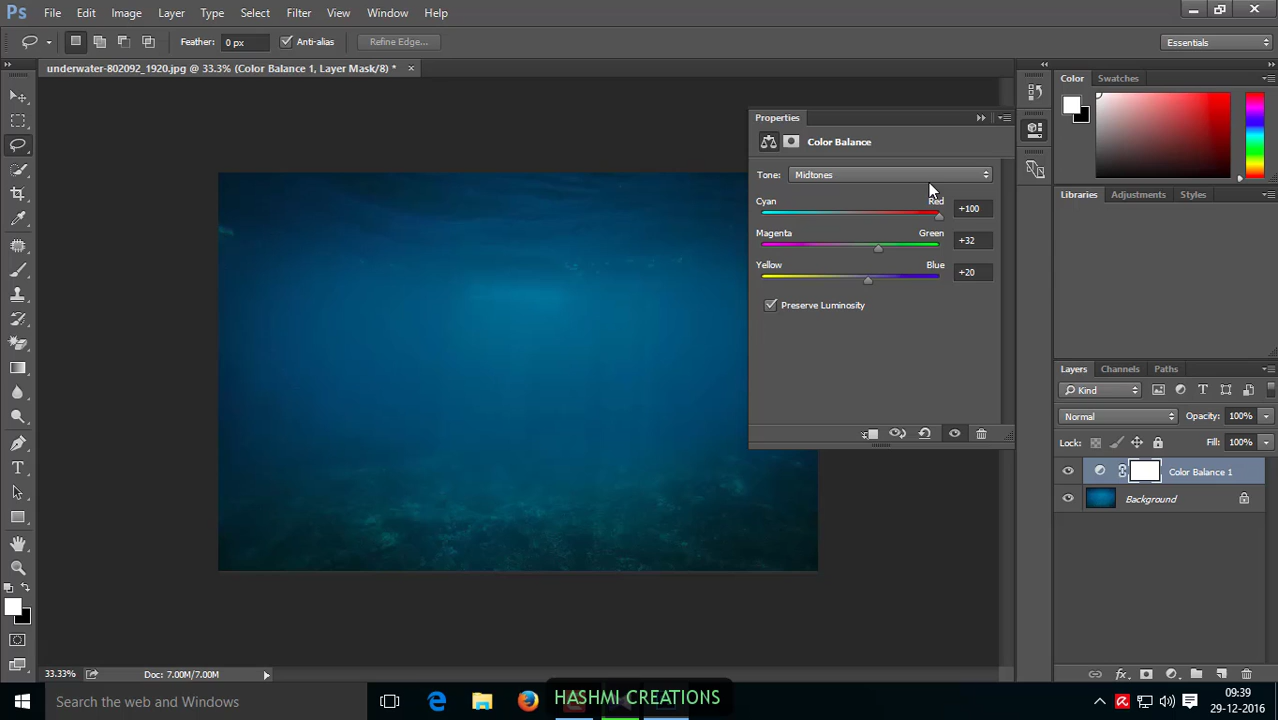 Ps File Edit Image Layer Type Select Filter View Window Help
Feather: 0 px Anti-alias Refine Edge... Essentials
underwater-802092_1920.jpg @ 33.3% (Color Balance 1, Layer Mask/8) *
Color Swatches
Properties
Color Balance
Tone: Midtones
Cyan Red +100
Magenta Green +32
Yellow Blue +20
Preserve Luminosity
Libraries Adjustments Styles
Layers Channels Paths
Kind
Normal Opacity: 100%
Lock: Fill: 100%
Color Balance 1
Background
33.33% Doc: 7.00M/7.00M
Search the web and Windows
HASHMI CREATIONS
09:39
29-12-2016